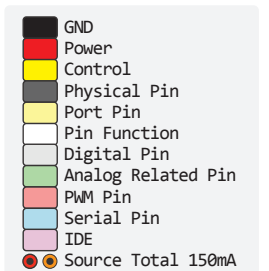 GND
Power
Control
Physical Pin
Port Pin
Pin Function
Digital Pin
Analog Related Pin
PWM Pin
Serial Pin
IDE
Source Total 150mA